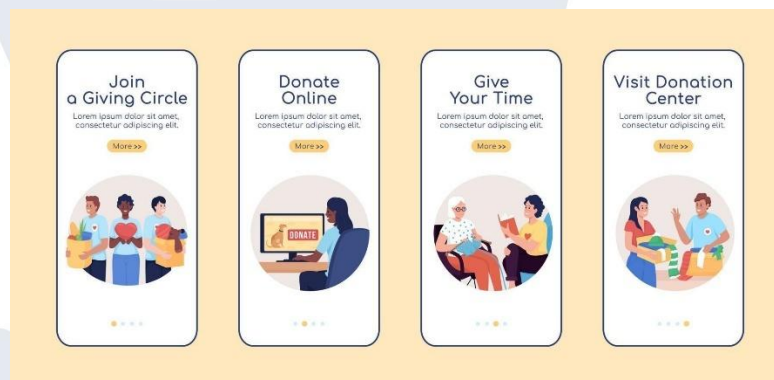 Join
a Giving Circle
Lorem ipsum dolor sit amet,
consectetur adipiscing elit.
More >>
Donate
Online
Lorem ipsum dolor sit amet,
consectetur adipiscing elit.
More >>
DONATE
Give
Your Time
Lorem ipsum dolor sit amet,
consectetur adipiscing elit.
More >>
Visit Donation
Center
Lorem ipsum dolor sit amet,
consectetur adipiscing elit.
More >>